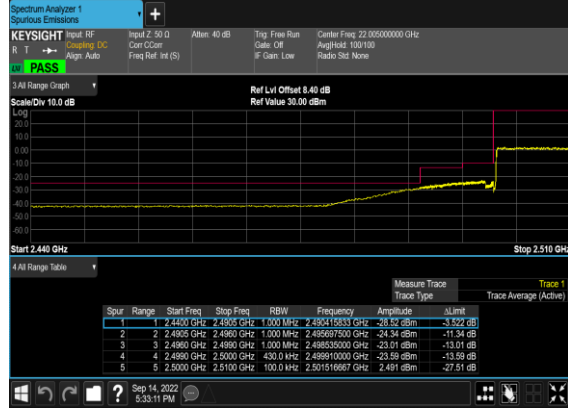 Spectrum Analyzer 1
Spurious Emissions
KEYSIGHT Input: RF Input Z: 50 Ω Atten: 40 dB Trig: Free Run Center Freq: 22.005000000 GHz
R T Coupling: DC Corr CCorr Gate: Off Avg|Hold: 100/100
Align: Auto Freq Ref: Int (S) IF Gain: Low Radio Std: None
PASS
3 All Range Graph
Ref Lvl Offset 8.40 dB
Scale/Div 10.0 dB Ref Value 30.00 dBm
Log
20.0
10.0
0.00
-10.0
-20.0
-30.0
-40.0
-50.0
-60.0
Start 2.440 GHz Stop 2.510 GHz
4 All Range Table
Measure Trace Trace 1
Trace Type Trace Average (Active)
Spur Range Start Freq Stop Freq RBW Frequency Amplitude ΔLimit
1 1 2.4400 GHz 2.4905 GHz 1.000 MHz 2.490415833 GHz -28.52 dBm -3.522 dB
2 2 2.4905 GHz 2.4960 GHz 1.000 MHz 2.495697500 GHz -24.34 dBm -11.34 dB
3 3 2.4960 GHz 2.4990 GHz 1.000 MHz 2.498535000 GHz -23.01 dBm -13.01 dB
4 4 2.4990 GHz 2.5000 GHz 430.0 kHz 2.499910000 GHz -23.59 dBm -13.59 dB
5 5 2.5000 GHz 2.5100 GHz 100.0 kHz 2.501516667 GHz 2.491 dBm -27.51 dB
Sep 14, 2022
5:33:11 PM